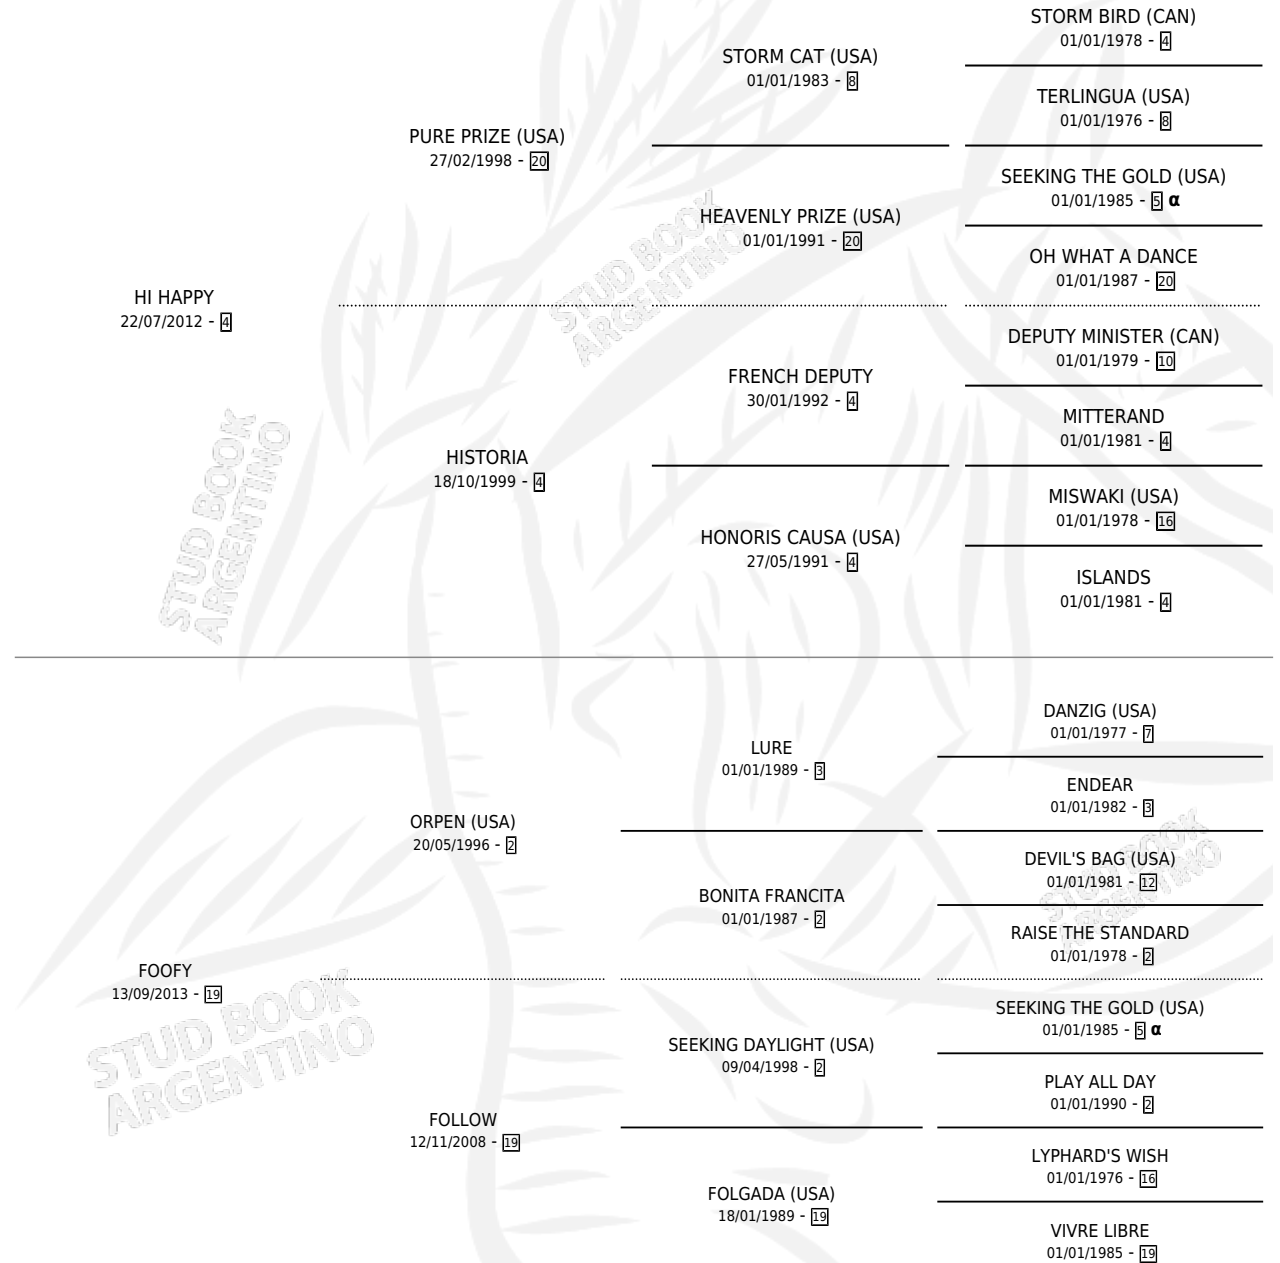 STORM BIRD (CAN)
01/01/1978 - 4
STORM CAT (USA)
01/01/1983 - 8
TERLINGUA (USA)
01/01/1976 - 8
PURE PRIZE (USA)
27/02/1998 - 20
SEEKING THE GOLD (USA)
01/01/1985 - 5 α
HEAVENLY PRIZE (USA)
01/01/1991 - 20
OH WHAT A DANCE
01/01/1987 - 20
HI HAPPY
22/07/2012 - 4
DEPUTY MINISTER (CAN)
01/01/1979 - 10
FRENCH DEPUTY
30/01/1992 - 4
MITTERAND
01/01/1981 - 4
HISTORIA
18/10/1999 - 4
MISWAKI (USA)
01/01/1978 - 16
HONORIS CAUSA (USA)
27/05/1991 - 4
ISLANDS
01/01/1981 - 4
DANZIG (USA)
01/01/1977 - 7
LURE
01/01/1989 - 3
ENDEAR
01/01/1982 - 3
ORPEN (USA)
20/05/1996 - 2
DEVIL'S BAG (USA)
01/01/1981 - 12
BONITA FRANCITA
01/01/1987 - 2
RAISE THE STANDARD
01/01/1978 - 2
FOOFY
13/09/2013 - 19
SEEKING THE GOLD (USA)
01/01/1985 - 5 α
SEEKING DAYLIGHT (USA)
09/04/1998 - 2
PLAY ALL DAY
01/01/1990 - 2
FOLLOW
12/11/2008 - 19
LYPHARD'S WISH
01/01/1976 - 16
FOLGADA (USA)
18/01/1989 - 19
VIVRE LIBRE
01/01/1985 - 19
STUD BOOK
ARGENTINO
STUD BOOK
ARGENTINO
STUD BOOK
ARGENTINO
STUD BOOK
ARGENTINO